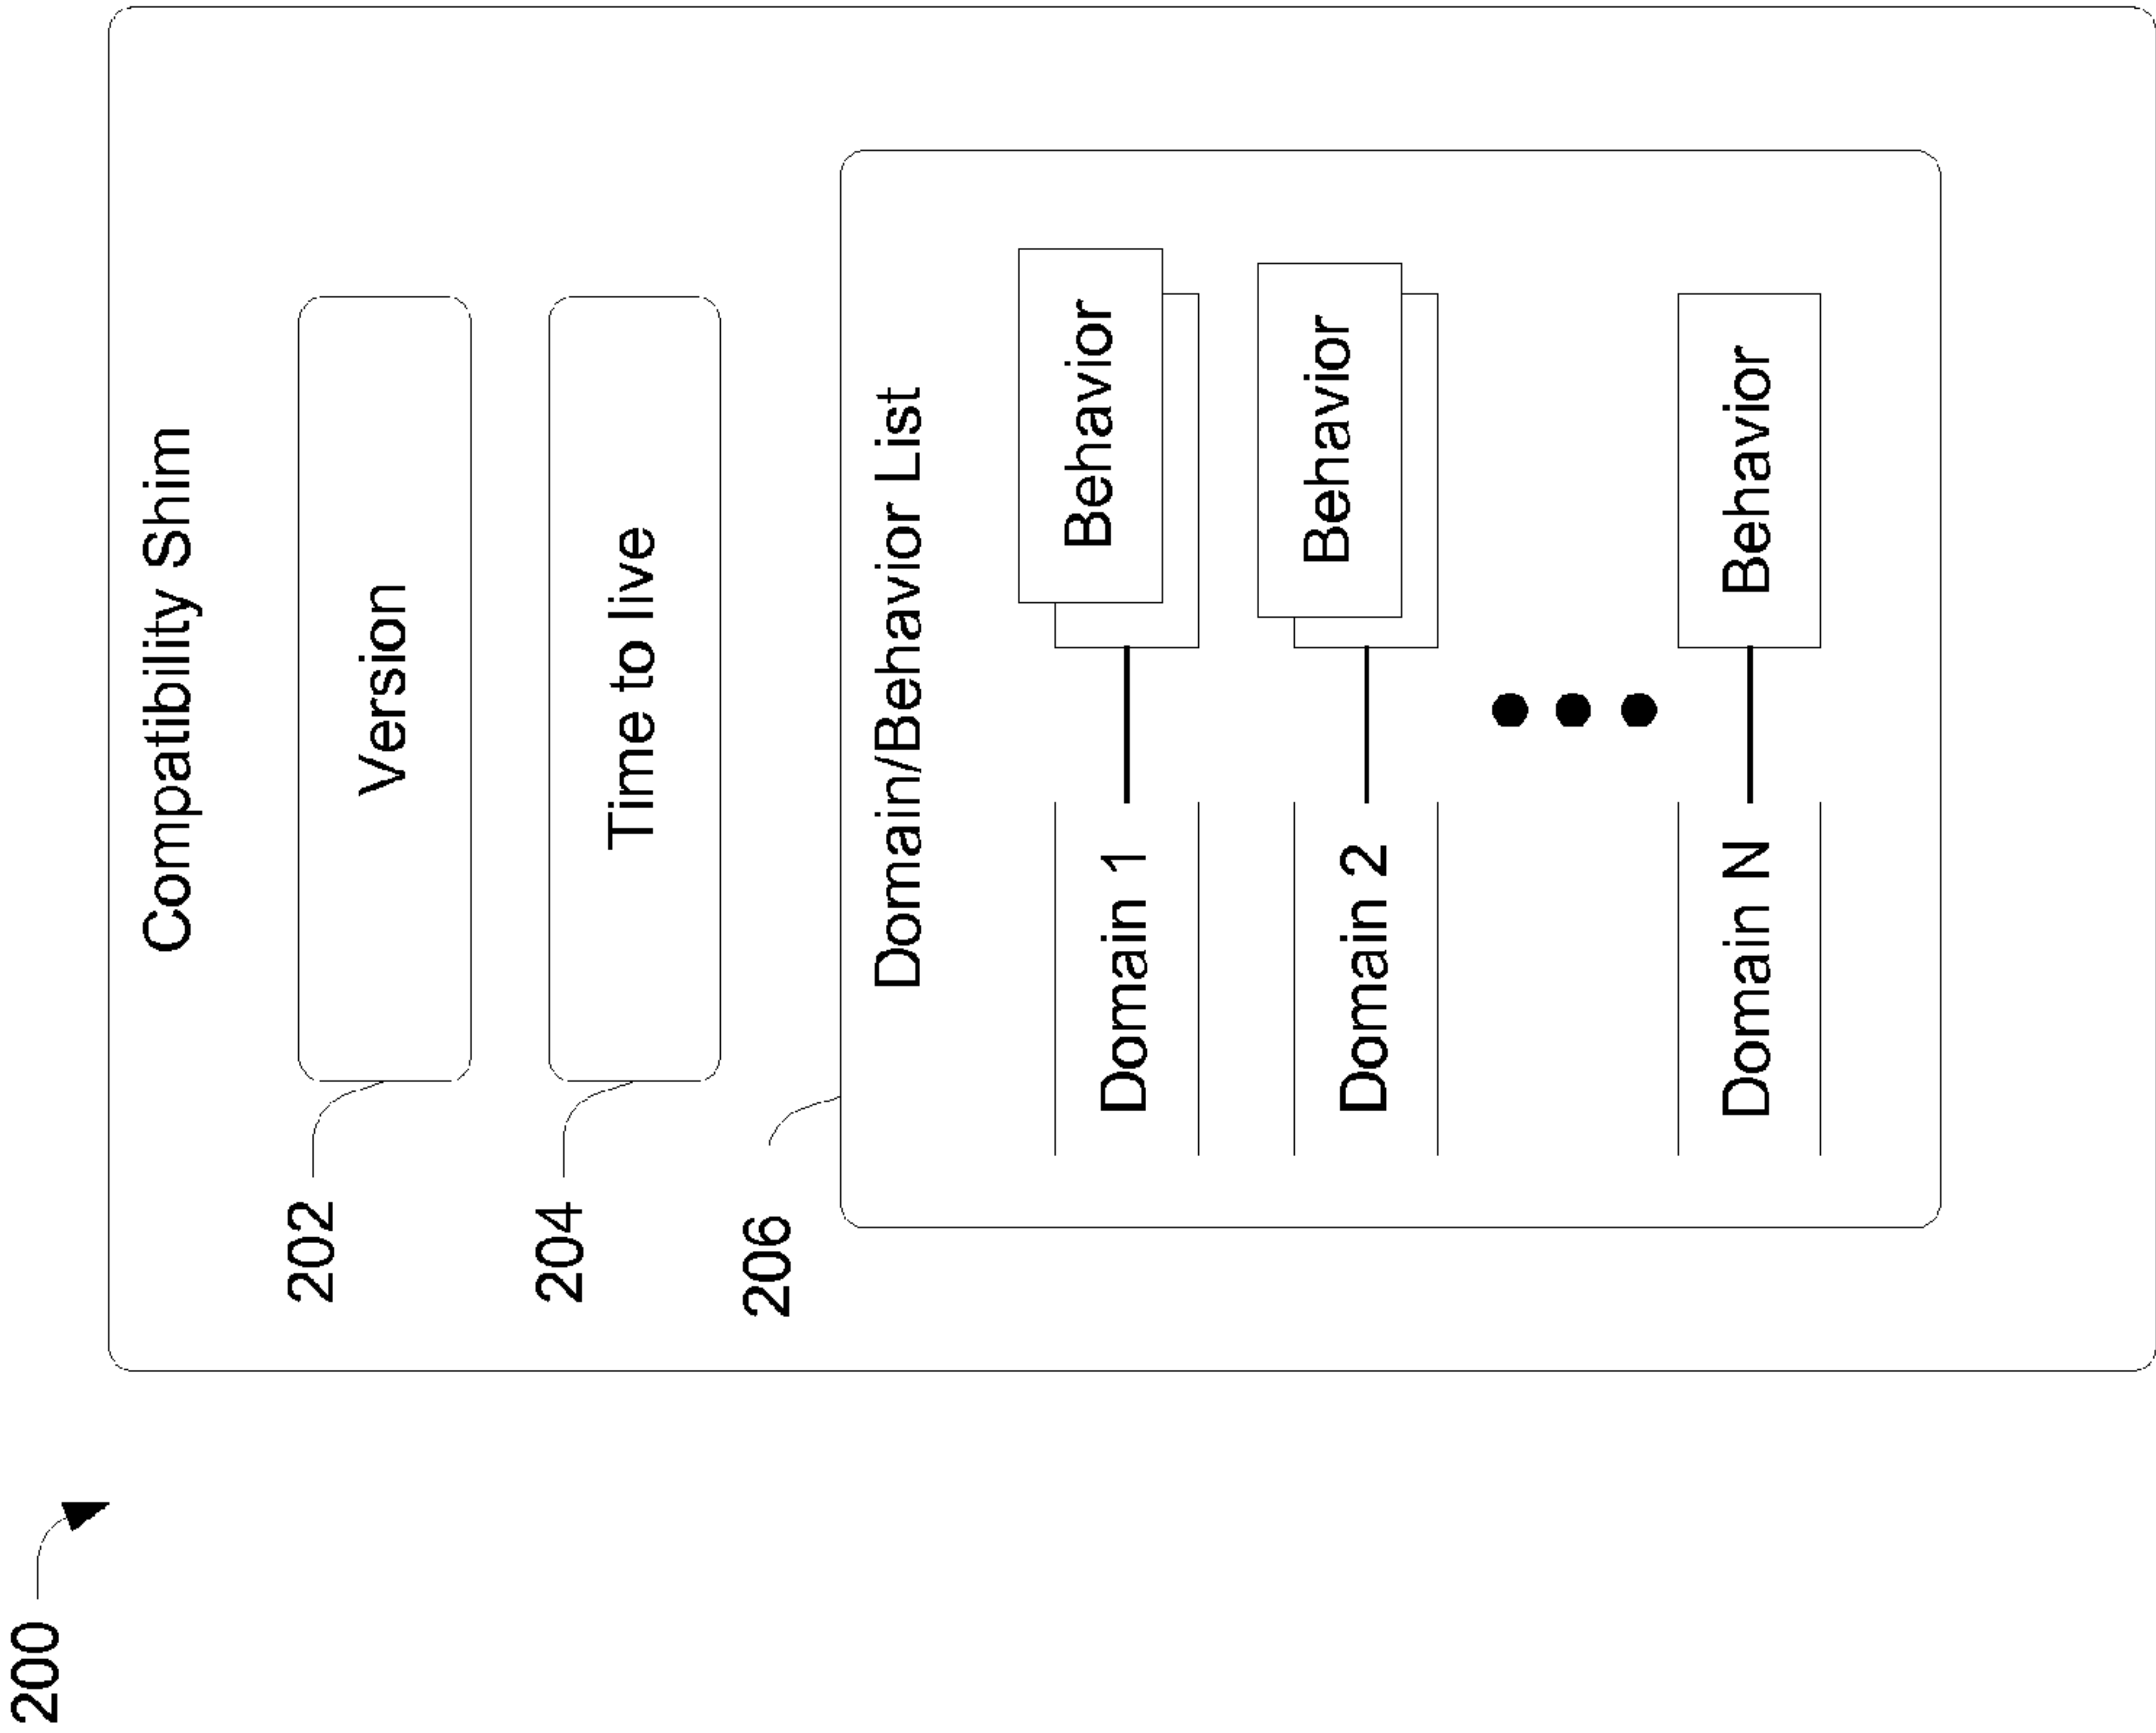 200
Compatibility Shim
202
Version
204
Time to live
206
Domain/Behavior List
Domain 1
Behavior
Domain 2
Behavior
Domain N
Behavior